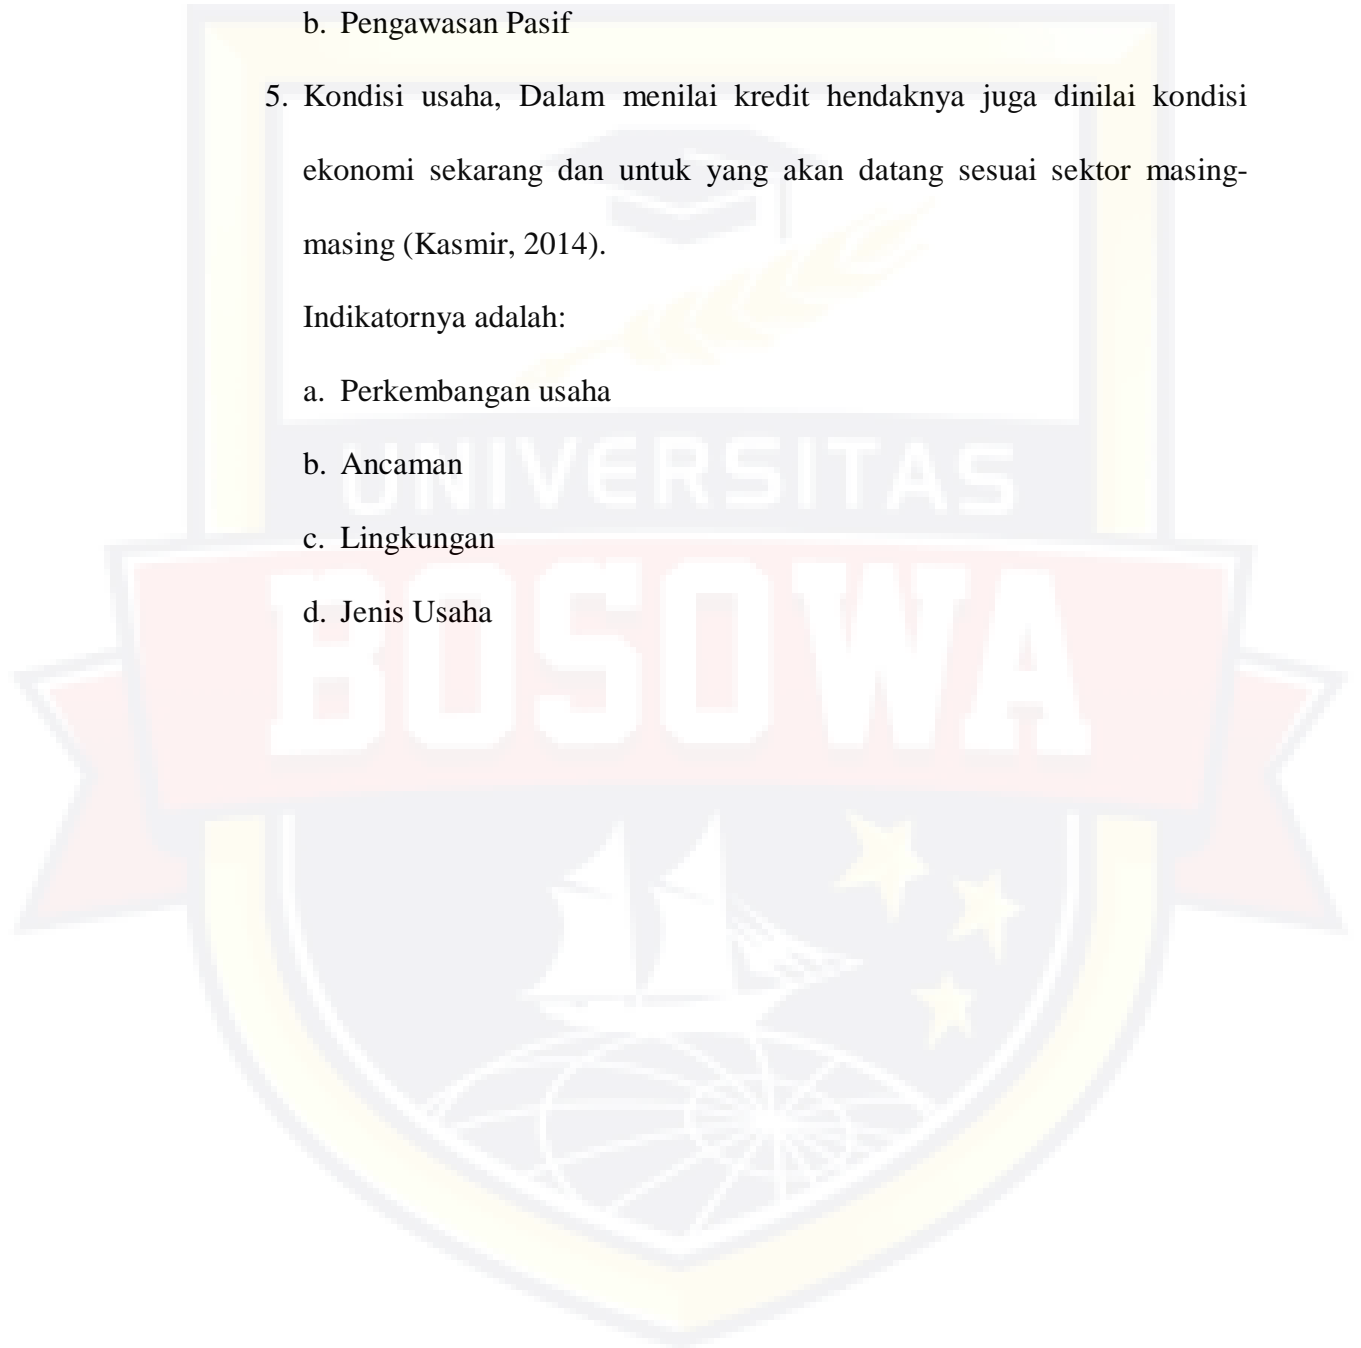 b. Pengawasan Pasif
5. Kondisi usaha, Dalam menilai kredit hendaknya juga dinilai kondisi
ekonomi sekarang dan untuk yang akan datang sesuai sektor masing-
masing (Kasmir, 2014).
Indikatornya adalah:
a. Perkembangan usaha
b. Ancaman
UNIVERSITAS
c. Lingkungan
d. Jenis Usaha
BOSOWA